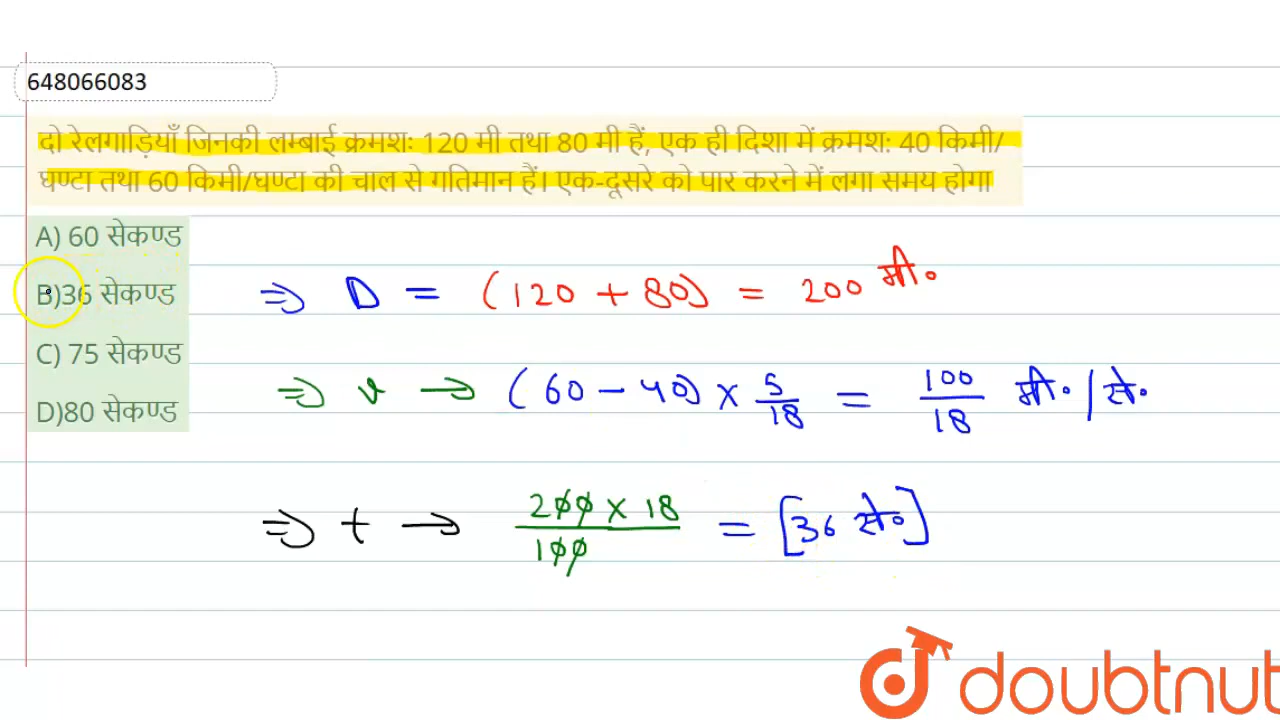 648066083
दो रेलगाड़ियाँ जिनकी लम्बाई क्रमशः 120 मी तथा 80 मी हैं, एक ही दिशा में क्रमश: 40 किमी/
घण्टा तथा 60 किमी/घण्टा की चाल से गतिमान हैं। एक-दूसरे को पार करने में लगा समय होगा
A) 60 सेकण्ड
B)36 सेकण्ड
C) 75 सेकण्ड
D)80 सेकण्ड
⇒ D = (120 + 80) = 200 मी॰
⇒ v → (60 - 40) × 5/18 = 100/18 मी॰/से॰
⇒ t → 200 × 18/100 = [36 से॰]
doubtnut